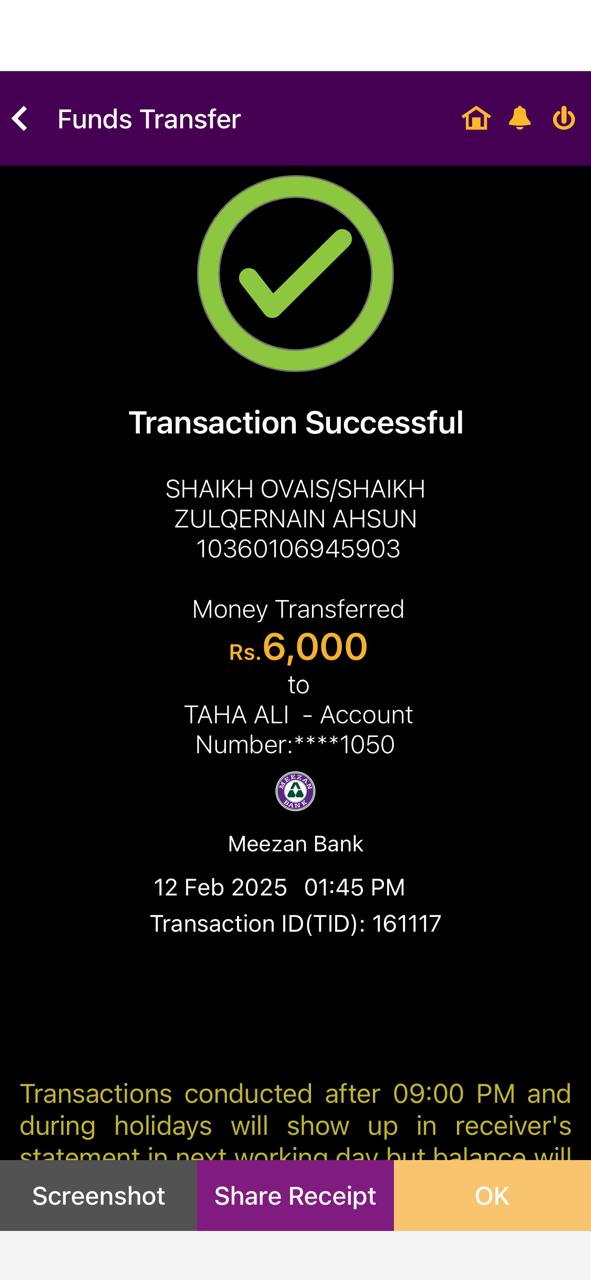 Funds Transfer
Transaction Successful
SHAIKH OVAIS/SHAIKH
ZULQERNAIN AHSUN
10360106945903
Money Transferred
Rs.6,000
to
TAHA ALI - Account
Number:****1050
MEEZAN
BANK
Meezan Bank
12 Feb 2025 01:45 PM
Transaction ID(TID): 161117
Transactions conducted after 09:00 PM and
during holidays will show up in receiver's
statement in next working day but balance will
Screenshot
Share Receipt
OK